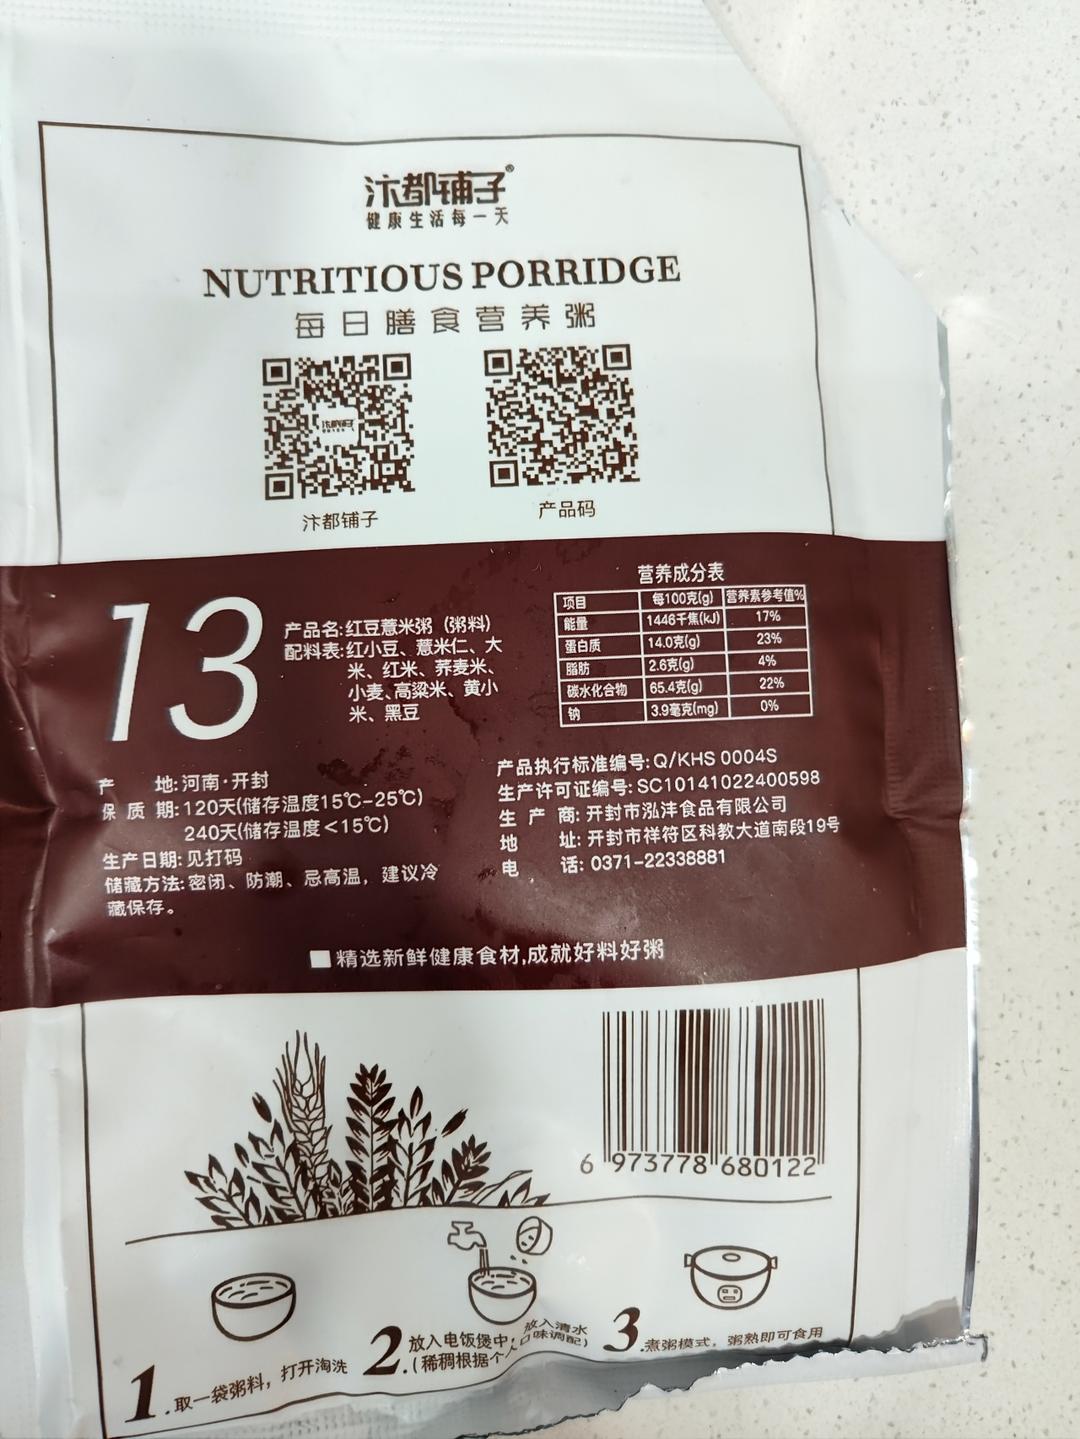 汴都铺子®
健康生活每一天
NUTRITIOUS PORRIDGE
每日膳食营养粥
汴都铺子
产品码
13
产品名:红豆薏米粥（粥料）
配料表:红小豆、薏米仁、大
米、红米、荞麦米、
小麦、高粱米、黄小
米、黑豆
营养成分表
项目 每100克(g) 营养素参考值%
能量 1446千焦(kJ) 17%
蛋白质 14.0克(g) 23%
脂肪 2.6克(g) 4%
碳水化合物 65.4克(g) 22%
钠 3.9毫克(mg) 0%
产 地:河南·开封
保质期:120天(储存温度15℃-25℃)
240天(储存温度＜15℃)
生产日期:见打码
储藏方法:密闭、防潮、忌高温，建议冷
藏保存。
产品执行标准编号:Q/KHS 0004S
生产许可证编号:SC10141022400598
生产商:开封市泓沣食品有限公司
地 址:开封市祥符区科教大道南段19号
电 话:0371-22338881
精选新鲜健康食材,成就好料好粥
6 973778 680122
1.取一袋粥料，打开淘洗
2.放入电饭煲中，放入清水
(稀稠根据个人口味调配)
3.煮粥模式，粥熟即可食用